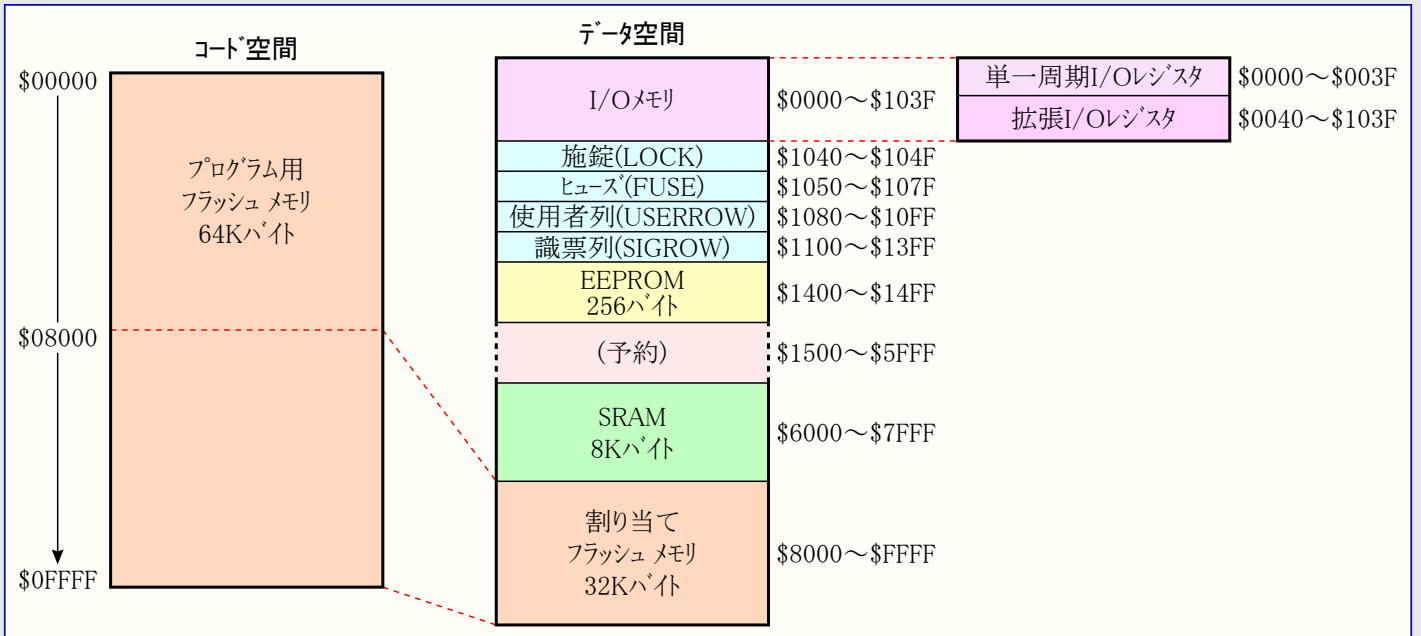 コード空間
$00000
プログラム用
フラッシュ メモリ
64Kバイト
$08000
$0FFFF
データ空間
I/Oメモリ
$0000～$103F
施錠(LOCK)
$1040～$104F
ヒューズ(FUSE)
$1050～$107F
使用者列(USERROW)
$1080～$10FF
識票列(SIGROW)
$1100～$13FF
EEPROM
256バイト
$1400～$14FF
(予約)
$1500～$5FFF
SRAM
8Kバイト
$6000～$7FFF
割り当て
フラッシュ メモリ
32Kバイト
$8000～$FFFF
単一周期I/Oレジスタ
$0000～$003F
拡張I/Oレジスタ
$0040～$103F